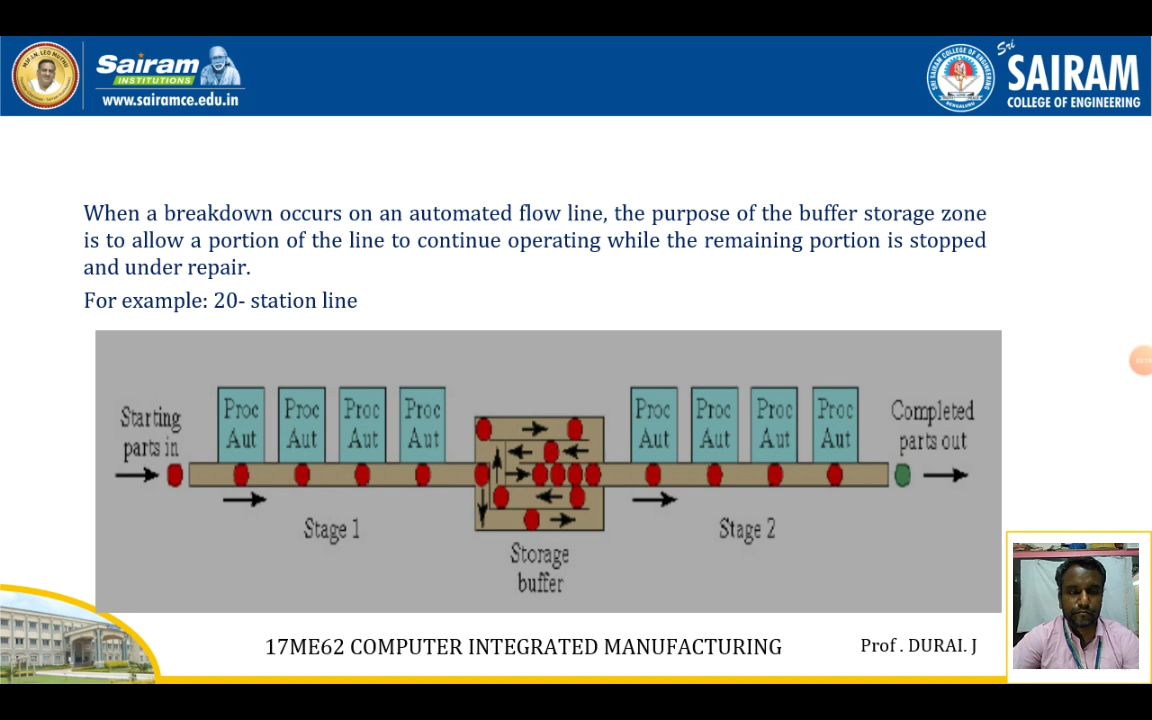 Sairam
INSTITUTIONS
www.sairamce.edu.in
Sri
SAIRAM
COLLEGE OF ENGINEERING
When a breakdown occurs on an automated flow line, the purpose of the buffer storage zone
is to allow a portion of the line to continue operating while the remaining portion is stopped
and under repair.
For example: 20- station line
Starting
parts in
Proc
Aut
Proc
Aut
Proc
Aut
Proc
Aut
Stage 1
Storage
buffer
Proc
Aut
Proc
Aut
Proc
Aut
Proc
Aut
Stage 2
Completed
parts out
17ME62 COMPUTER INTEGRATED MANUFACTURING
Prof . DURAI. J